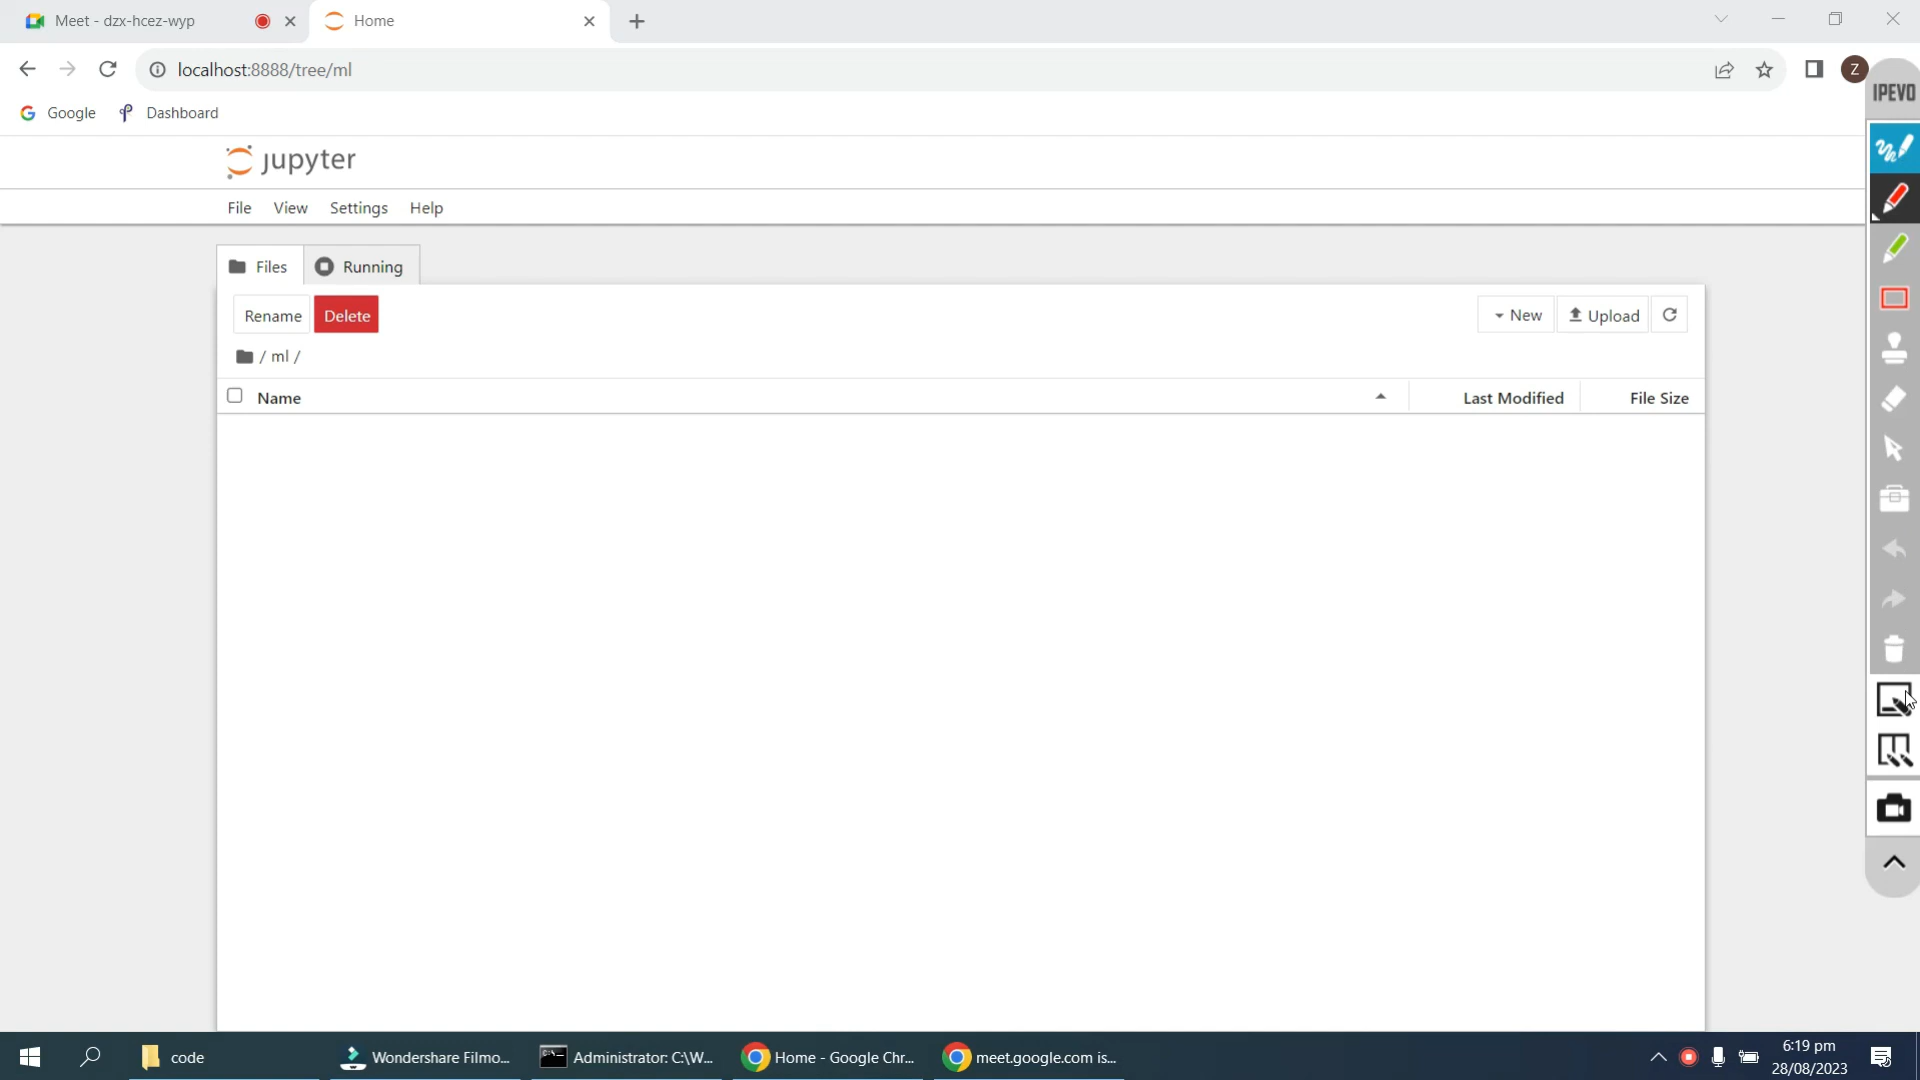 Meet - dzx-hcez-wyp
Home
localhost:8888/tree/ml
Z
IPEVO
Google
Dashboard
jupyter
File View Settings Help
Files
Running
Rename
Delete
New
Upload
/ ml /
Name
Last Modified
File Size
code
Wondershare Filmo...
Administrator: C:\W...
Home - Google Chr...
meet.google.com is...
6:19 pm
28/08/2023